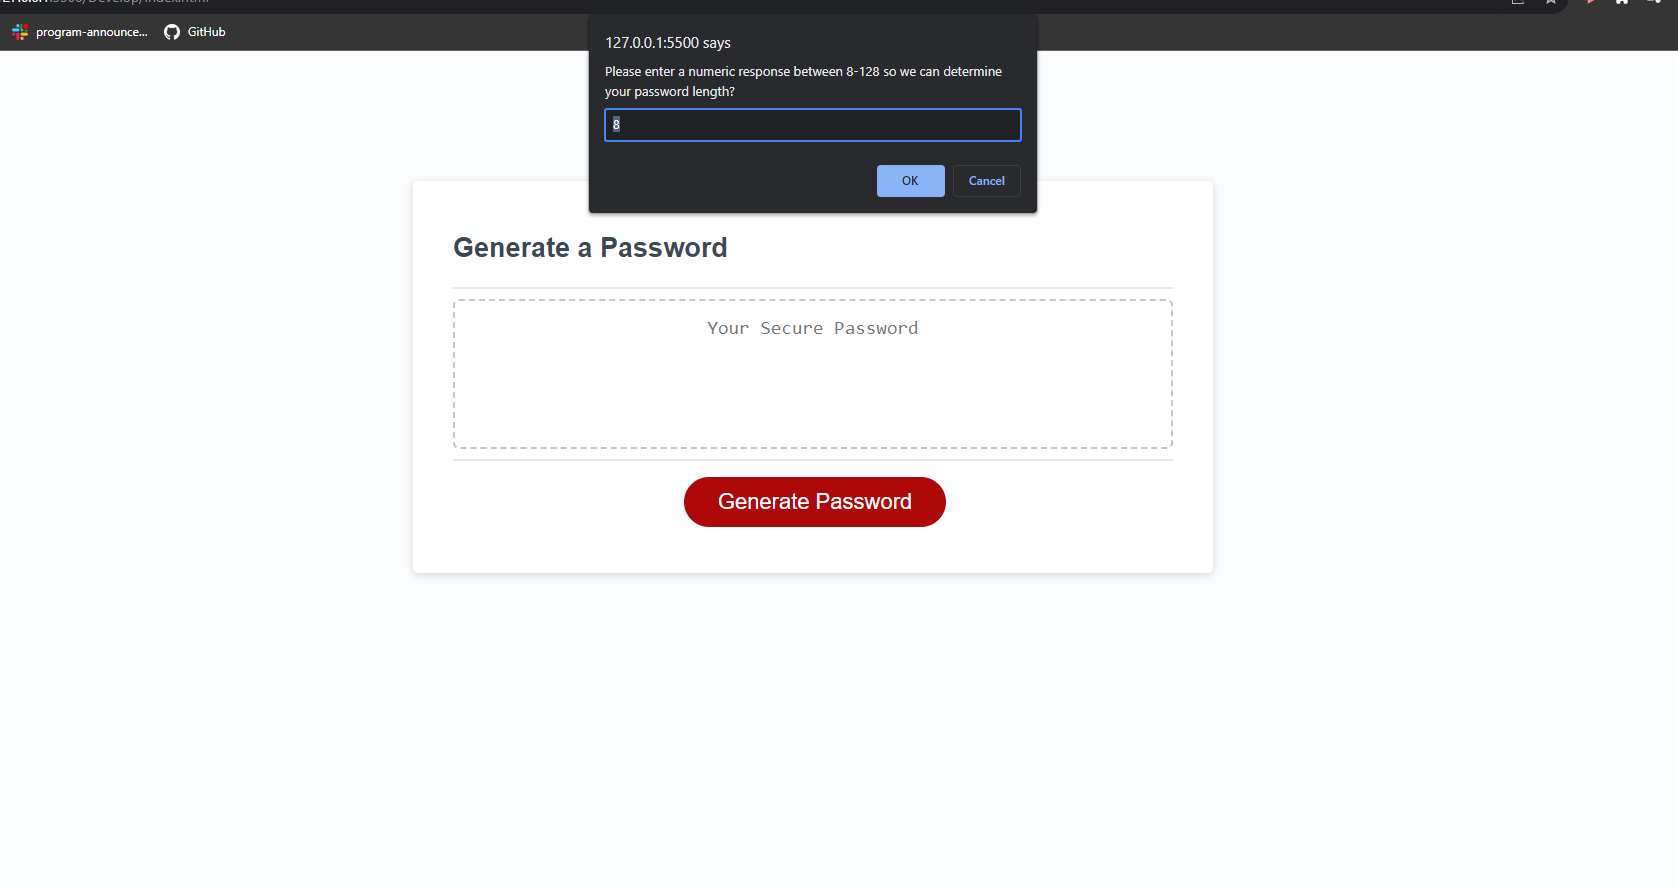 program-announce...
GitHub
127.0.0.1:5500 says
Please enter a numeric response between 8-128 so we can determine
your password length?
8
OK
Cancel
Generate a Password
Your Secure Password
Generate Password